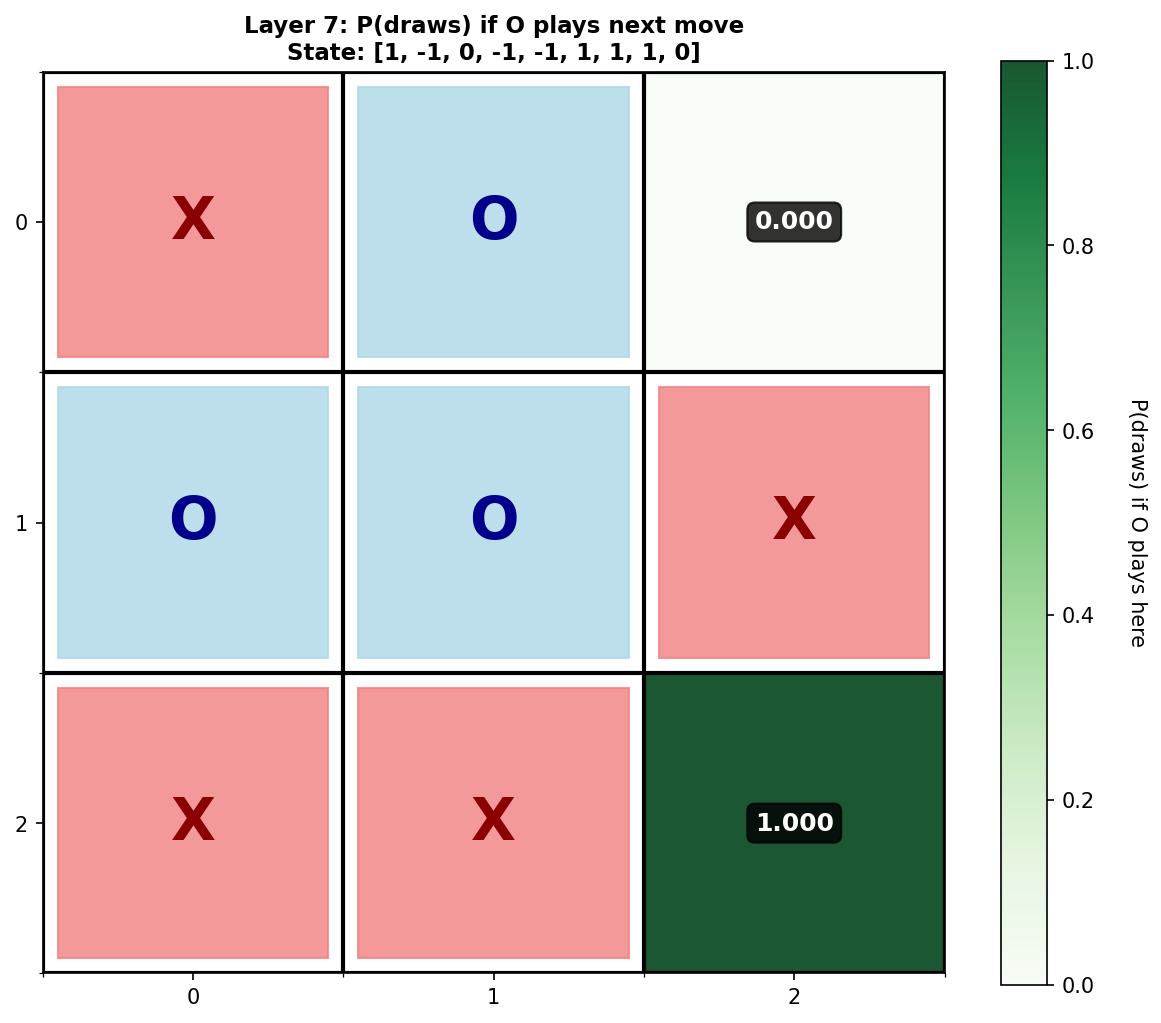 Layer 7: P(draws) if O plays next move
State: [1, -1, 0, -1, -1, 1, 1, 1, 0]
X
O
0.000
O
O
X
X
X
1.000
0
1
2
0
1
2
1.0
0.8
0.6
0.4
0.2
0.0
P(draws) if O plays here